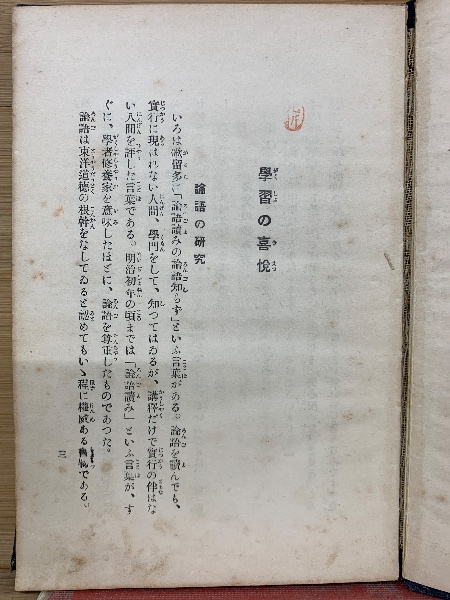 學習の喜悅
論語の研究
いろは歌留多に「論語讀みの論語知らず」といふ言葉がある。論語を讀んでも、
實行に現はれない人間、學問をして、知つてはゐるが、講釋だけで實行の伴はな
い人間を評した言葉である。明治初年の頃までは「論語讀み」といふ言葉が、す
ぐに、學者修養家を意味したほどに、論語を尊重したものであつた。
論語は東洋道德の根幹をなしてゐると認めてもいゝ程に權威ある書物である。
三